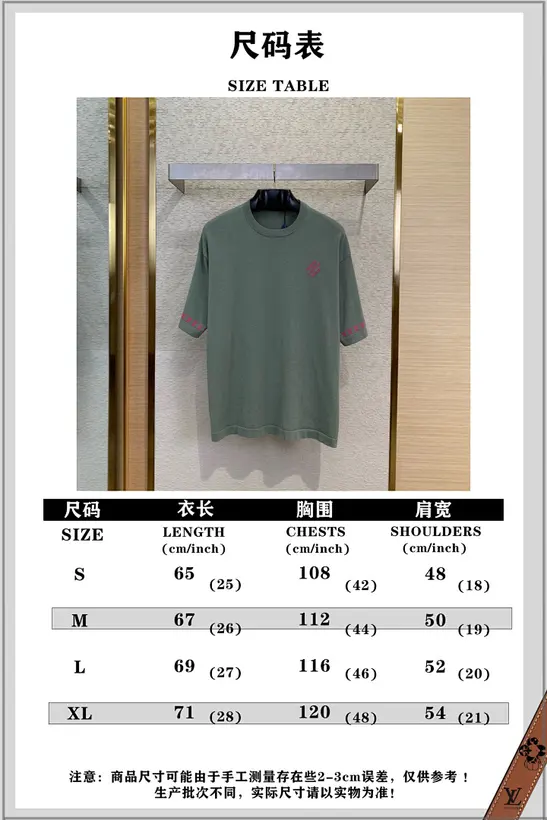 尺码表
SIZE TABLE
尺码 衣长 胸围 肩宽
SIZE LENGTH CHESTS SHOULDERS
(cm/inch) (cm/inch) (cm/inch)
S 65 (25) 108 (42) 48 (18)
M 67 (26) 112 (44) 50 (19)
L 69 (27) 116 (46) 52 (20)
XL 71 (28) 120 (48) 54 (21)
注意：商品尺寸可能由于手工测量存在些2-3cm误差，仅供参考！
生产批次不同，实际尺寸请以实物为准！
LV